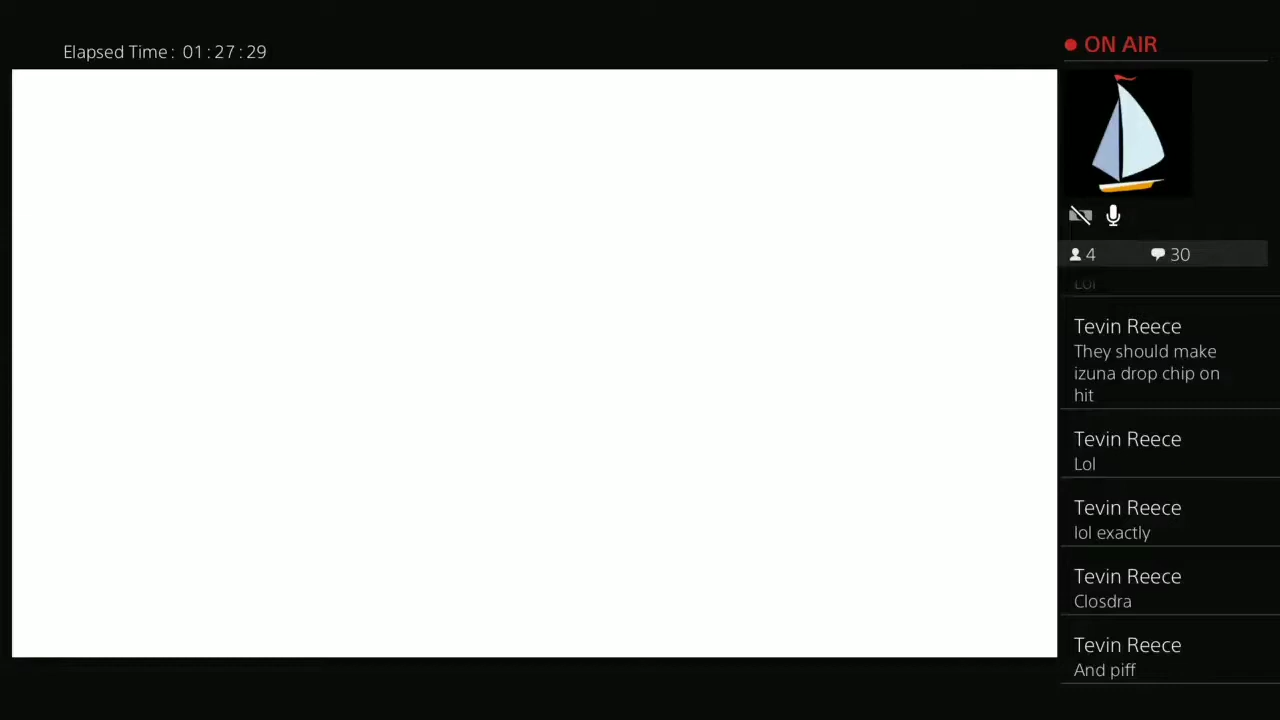 Elapsed Time: 01:27:29
ON AIR
4 30
Lol
Tevin Reece
They should make
izuna drop chip on
hit
Tevin Reece
Lol
Tevin Reece
lol exactly
Tevin Reece
Closdra
Tevin Reece
And piff